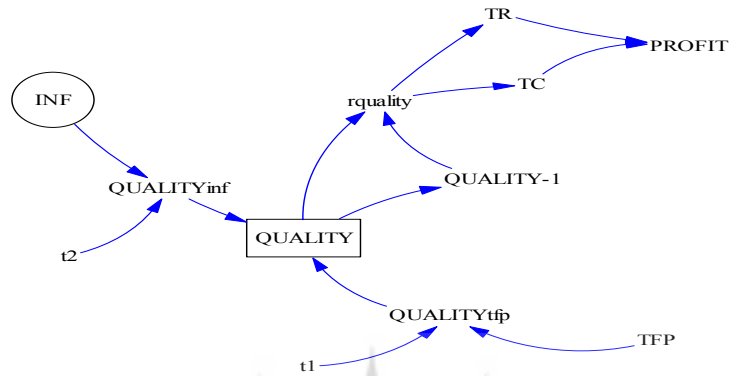 TR
PROFIT
TC
INF
rquality
QUALITYinf
QUALITY-1
QUALITY
t2
QUALITYtfp
TFP
t1